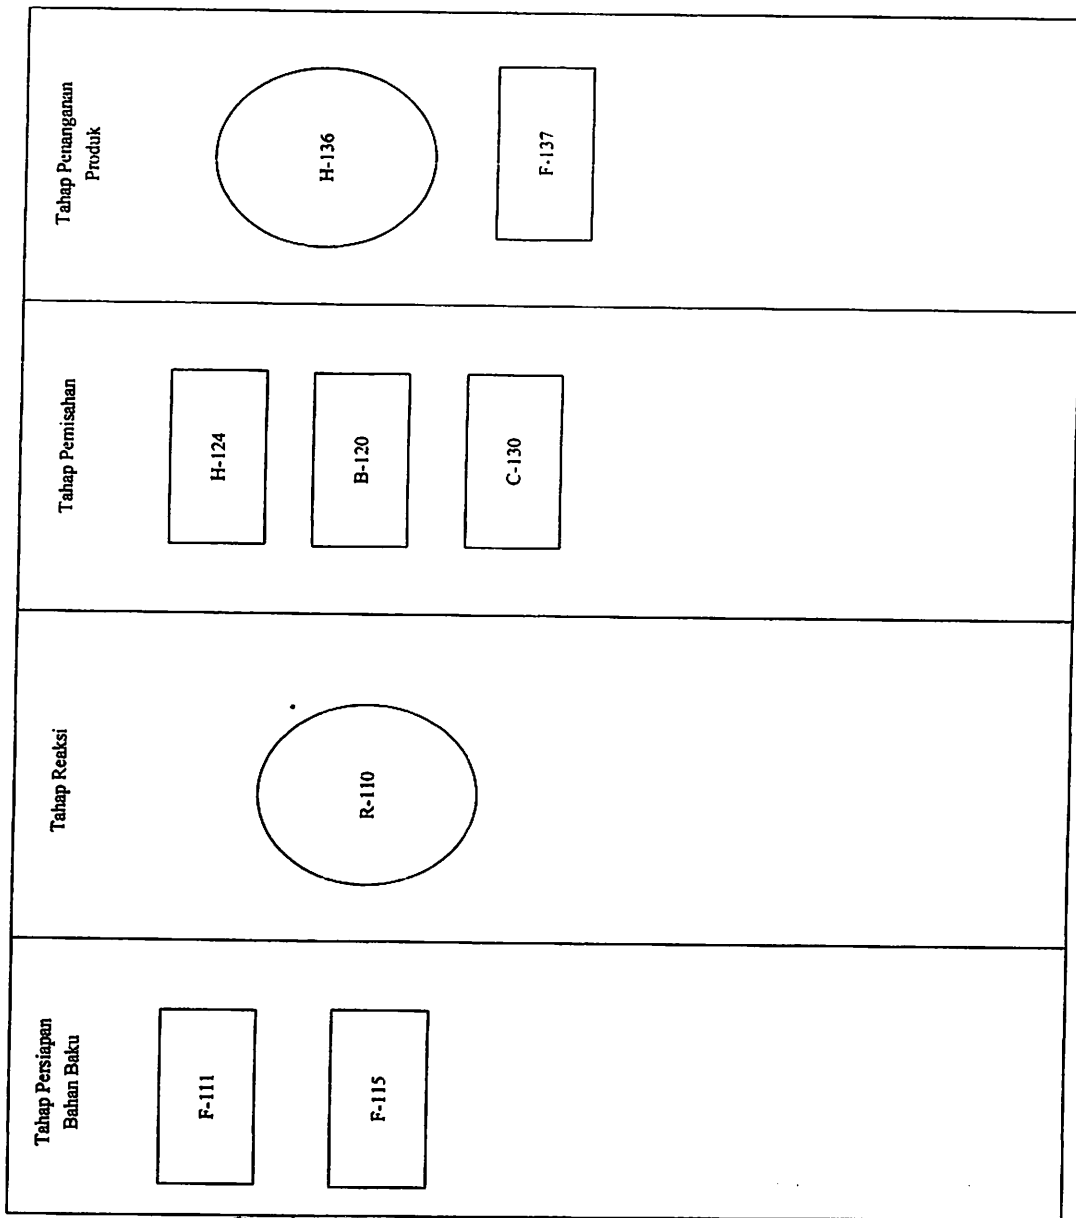 Tahap Persiapan
Bahan Baku
F-111
F-115
Tahap Reaksi
R-110
Tahap Pemisahan
H-124
B-120
C-130
Tahap Penanganan
Produk
H-136
F-137